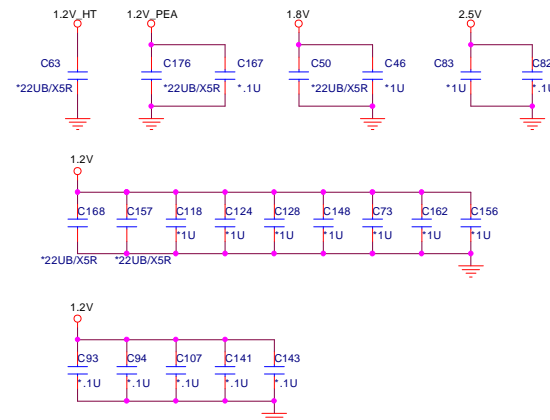 1.2V_HT 1.2V_PEA 1.8V 2.5V
C63 C176 C167 C50 C46 C83 C82
*22UB/X5R *22UB/X5R *.1U *22UB/X5R *1U *1U *.1U
1.2V
C168 C157 C118 C124 C128 C148 C73 C162 C156
*1U *1U *1U *1U *1U *1U *1U
*22UB/X5R *22UB/X5R
1.2V
C93 C94 C107 C141 C143
*.1U *.1U *.1U *.1U *.1U